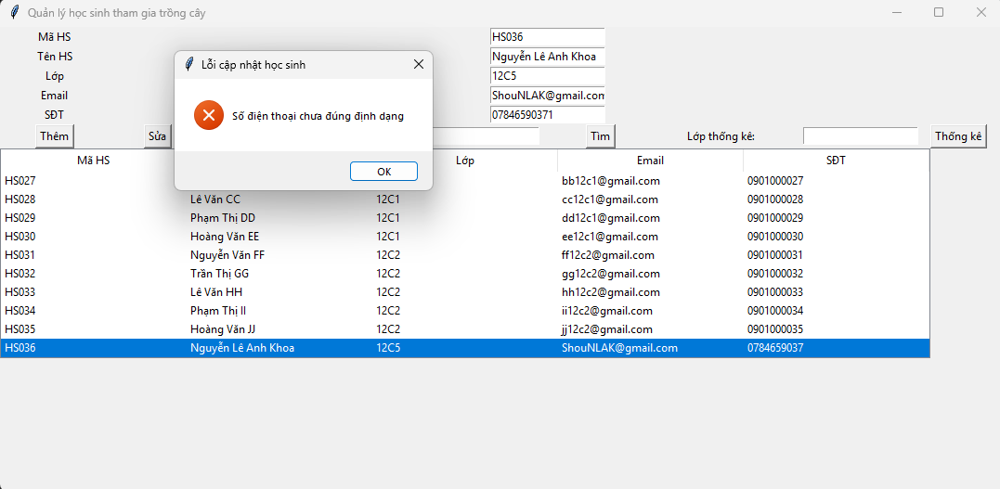 Quản lý học sinh tham gia trồng cây
Mã HS HS036
Tên HS Nguyễn Lê Anh Khoa
Lớp 12C5
Email ShouNLAK@gmail.com
SĐT 07846590371
Lỗi cập nhật học sinh
Số điện thoại chưa đúng định dạng
OK
Thêm Sửa Tìm Lớp thống kê: Thống kê
Mã HS Lớp Email SĐT
HS027 bb12c1@gmail.com 0901000027
HS028 Lê Văn CC 12C1 cc12c1@gmail.com 0901000028
HS029 Phạm Thị DD 12C1 dd12c1@gmail.com 0901000029
HS030 Hoàng Văn EE 12C1 ee12c1@gmail.com 0901000030
HS031 Nguyễn Văn FF 12C2 ff12c2@gmail.com 0901000031
HS032 Trần Thị GG 12C2 gg12c2@gmail.com 0901000032
HS033 Lê Văn HH 12C2 hh12c2@gmail.com 0901000033
HS034 Phạm Thị II 12C2 ii12c2@gmail.com 0901000034
HS035 Hoàng Văn JJ 12C2 jj12c2@gmail.com 0901000035
HS036 Nguyễn Lê Anh Khoa 12C5 ShouNLAK@gmail.com 0784659037